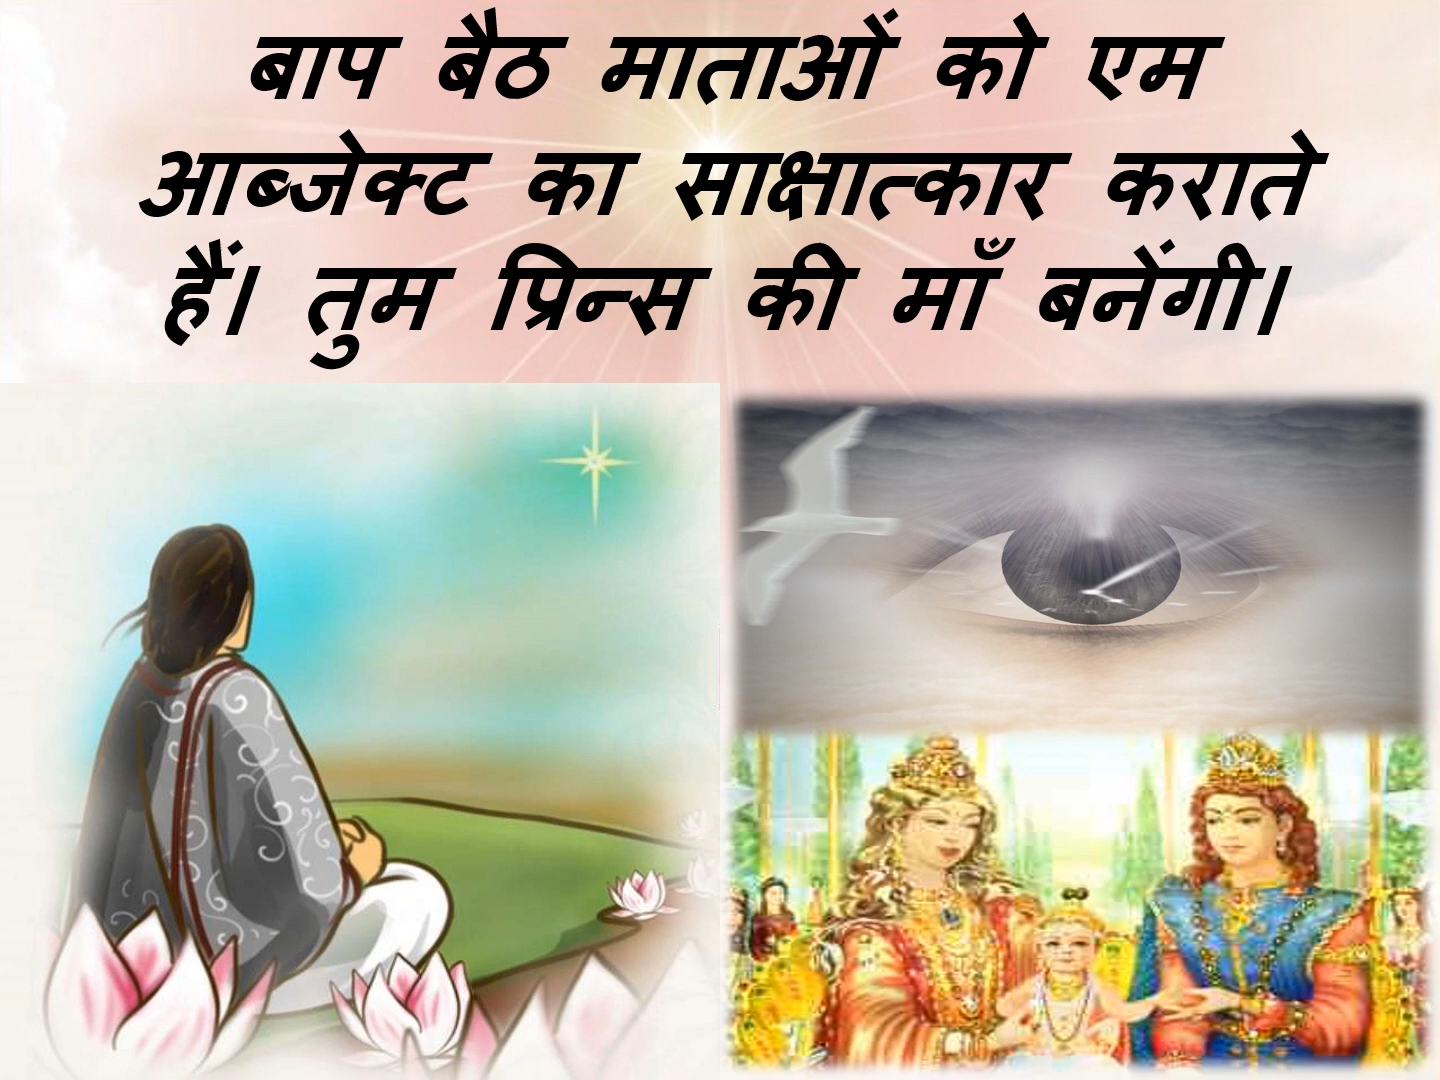 बाप बैठ माताओं को एम
आब्जेक्ट का साक्षात्कार कराते
हैं। तुम प्रिन्स की माँ बनेंगी।